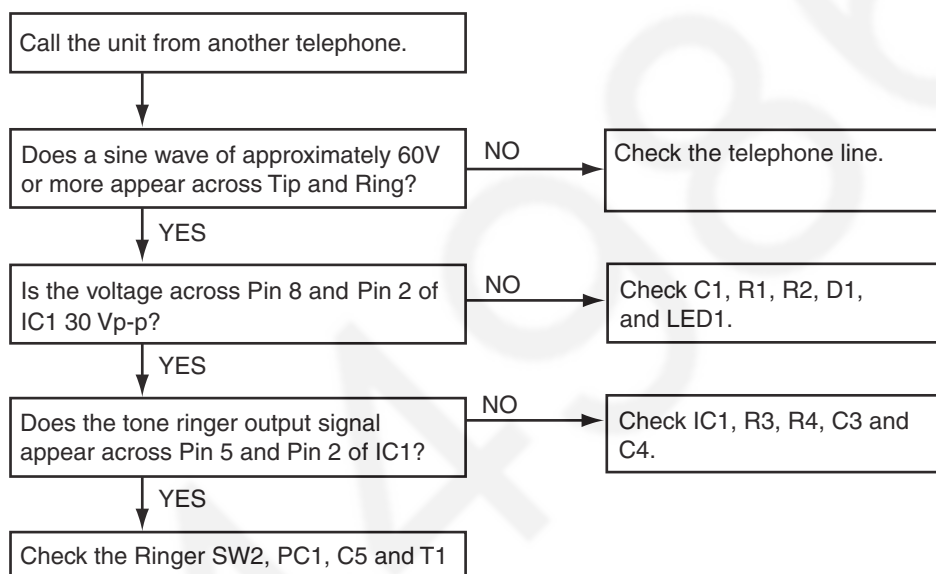 Call the unit from another telephone.
Does a sine wave of approximately 60V
or more appear across Tip and Ring?
NO
Check the telephone line.
YES
Is the voltage across Pin 8 and Pin 2 of
IC1 30 Vp-p?
NO
Check C1, R1, R2, D1,
and LED1.
YES
Does the tone ringer output signal
appear across Pin 5 and Pin 2 of IC1?
NO
Check IC1, R3, R4, C3 and
C4.
YES
Check the Ringer SW2, PC1, C5 and T1